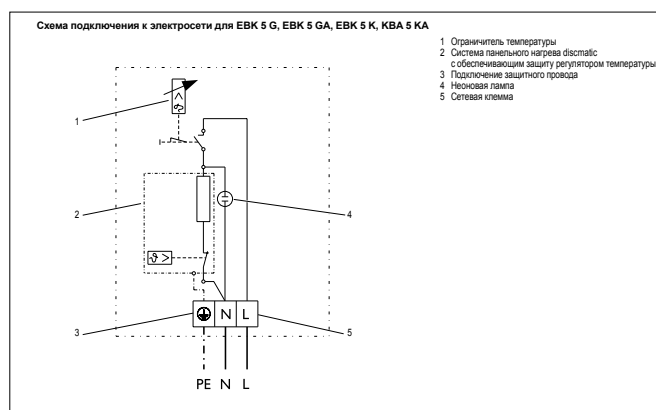 Схема подключения к электросети для EBK 5 G, EBK 5 GA, EBK 5 K, KBA 5 KA
1 Ограничитель температуры
2 Система панельного нагрева discmatic
с обеспечивающим защиту регулятором температуры
3 Подключение защитного провода
4 Неоновая лампа
5 Сетевая клемма
1
2
4
ϑ >
N L
3
5
PE N L